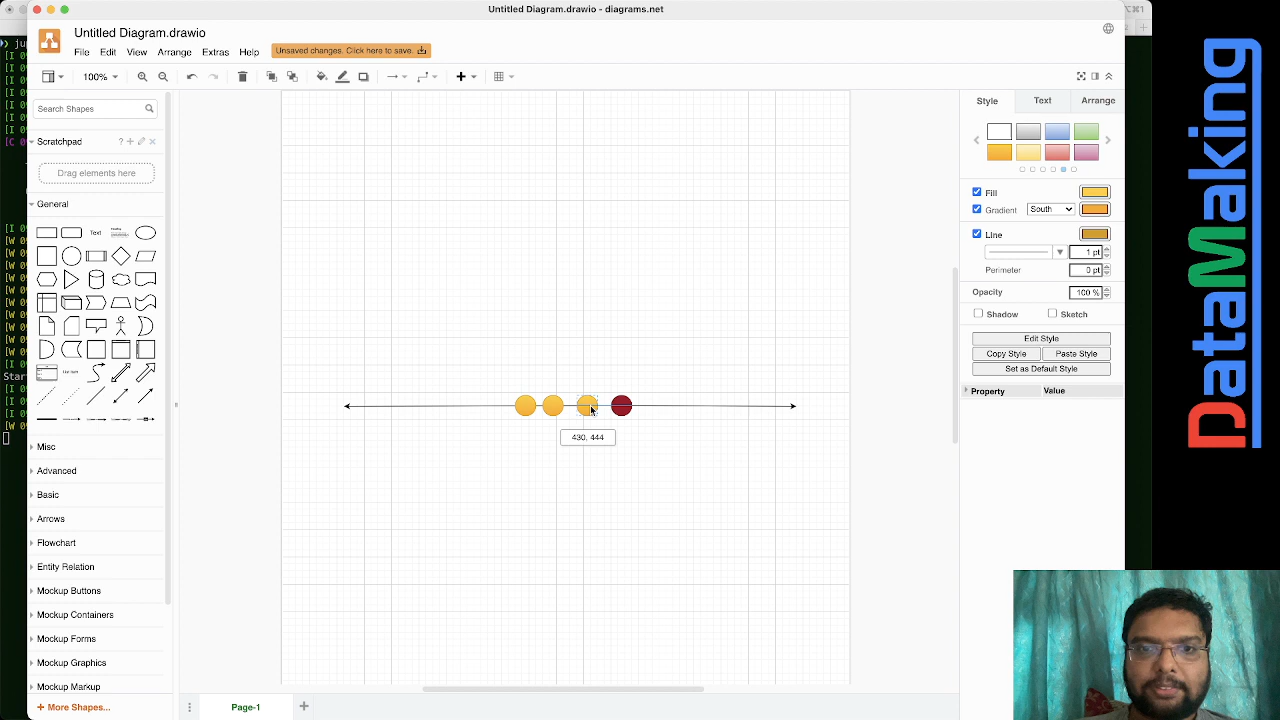 Untitled Diagram.drawio - diagrams.net
⌥⌘1
Untitled Diagram.drawio
File Edit View Arrange Extras Help
Unsaved changes. Click here to save.
100%
Search Shapes
Scratchpad
Drag elements here
General
Text
Heading
List Item
Misc
Advanced
Basic
Arrows
Flowchart
Entity Relation
Mockup Buttons
Mockup Containers
Mockup Forms
Mockup Graphics
Mockup Markup
+ More Shapes...
430, 444
Page-1
Style Text Arrange
Fill
Gradient South
Line
1 pt
Perimeter 0 pt
Opacity 100 %
Shadow Sketch
Edit Style
Copy Style Paste Style
Set as Default Style
Property Value
DataMaking